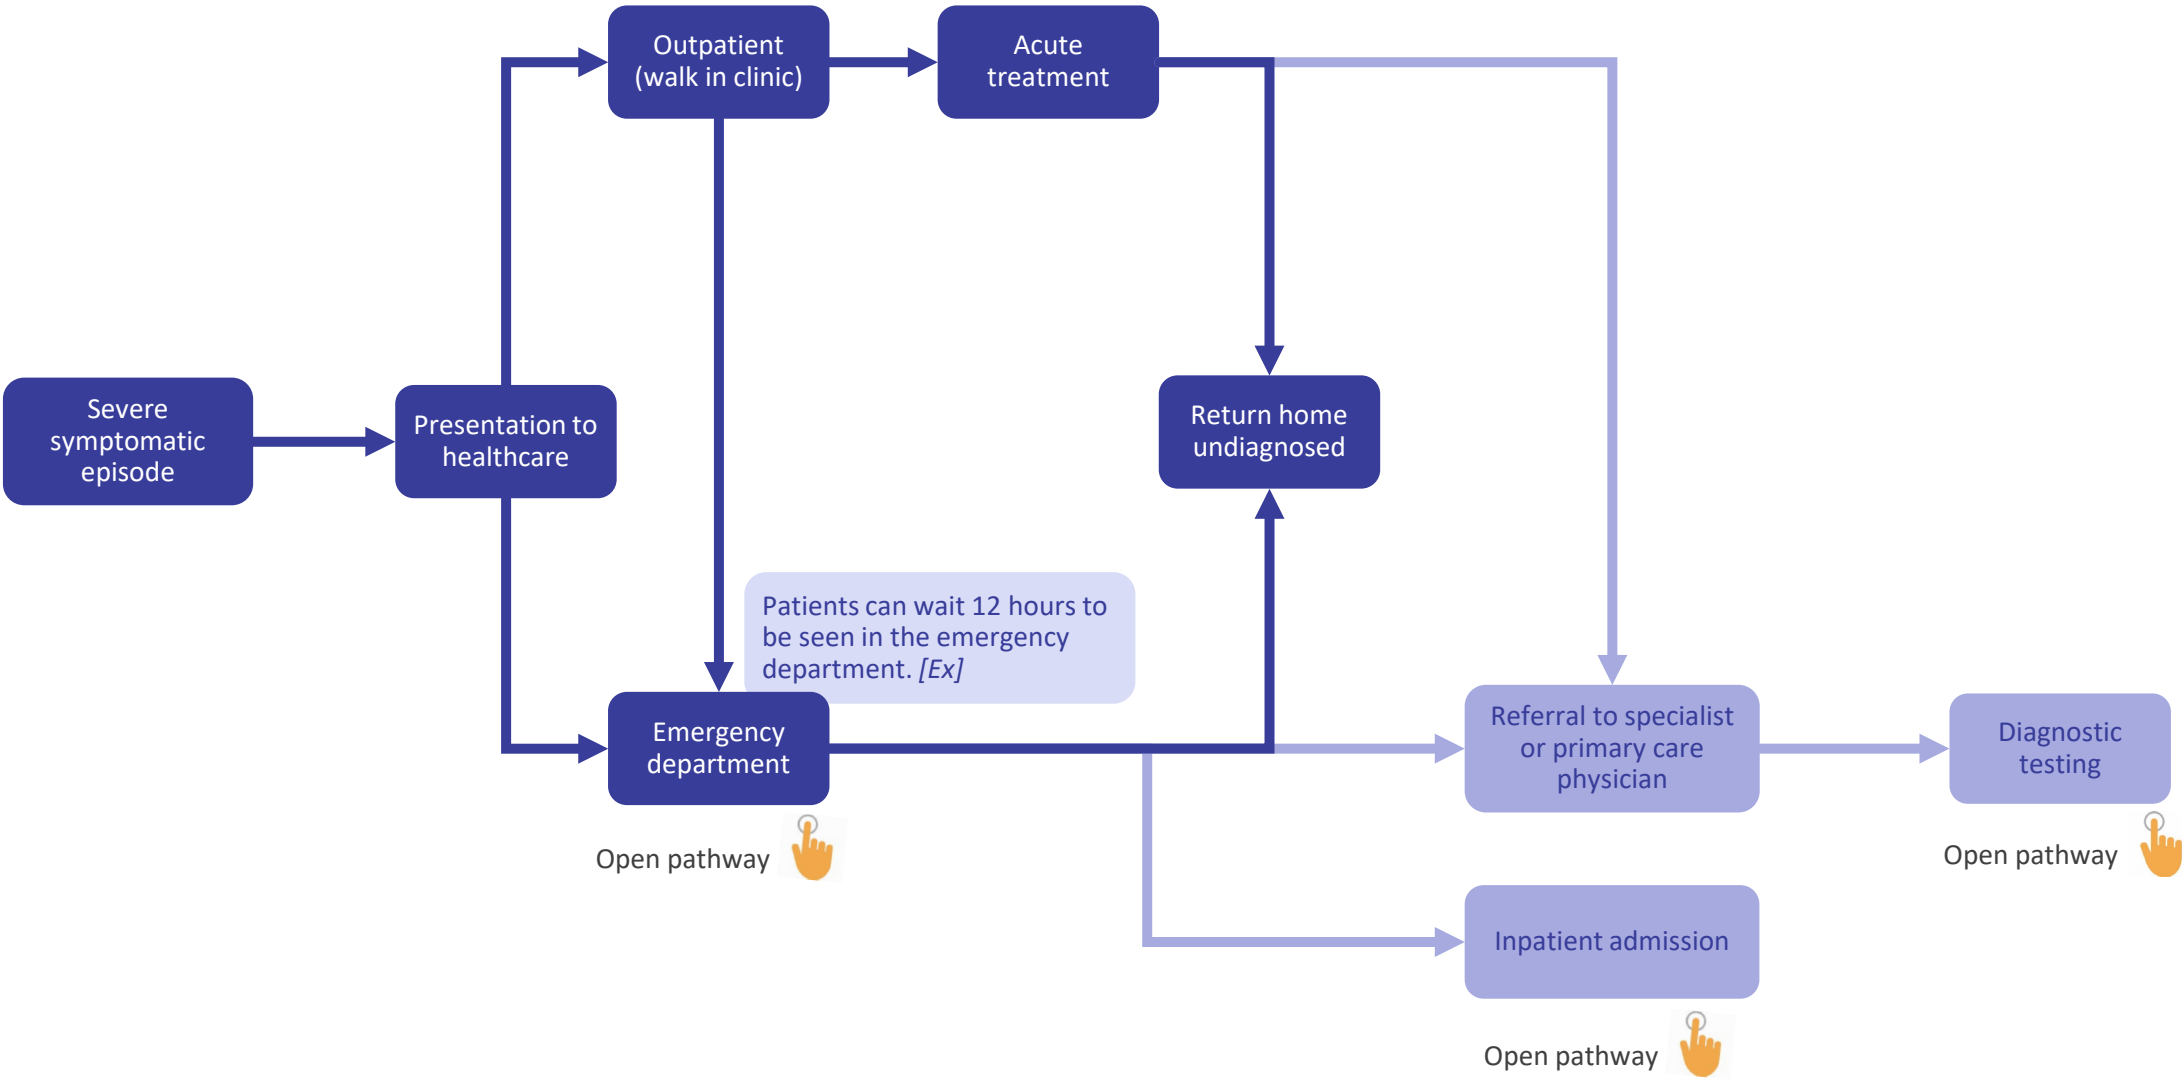 Outpatient
(walk in clinic)
Acute
treatment
Severe
symptomatic
episode
Presentation to
healthcare
Return home
undiagnosed
Patients can wait 12 hours to
be seen in the emergency
department. [Ex]
Emergency
department
Open pathway
Referral to specialist
or primary care
physician
Diagnostic
testing
Open pathway
Inpatient admission
Open pathway